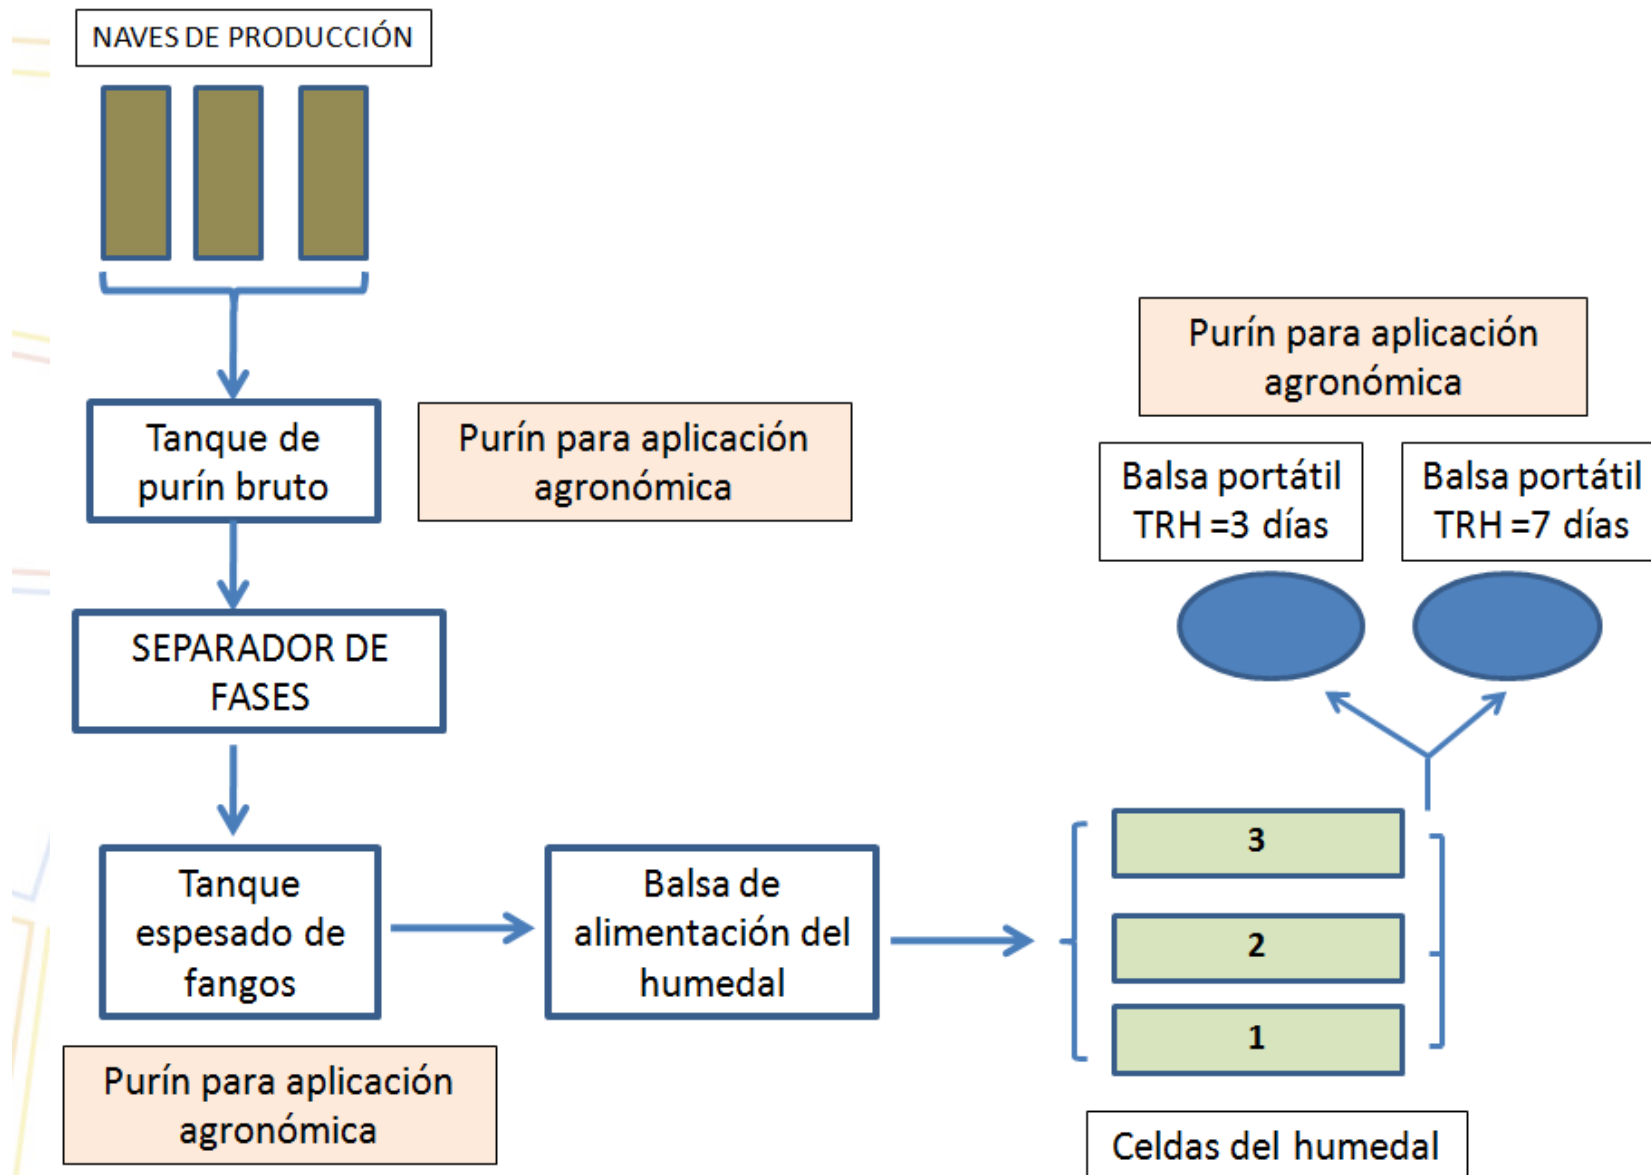 NAVES DE PRODUCCIÓN
Tanque de
purín bruto
Purín para aplicación
agronómica
SEPARADOR DE
FASES
Tanque
espesado de
fangos
Purín para aplicación
agronómica
Balsa de
alimentación del
humedal
3
2
1
Celdas del humedal
Purín para aplicación
agronómica
Balsa portátil
TRH =3 días
Balsa portátil
TRH =7 días